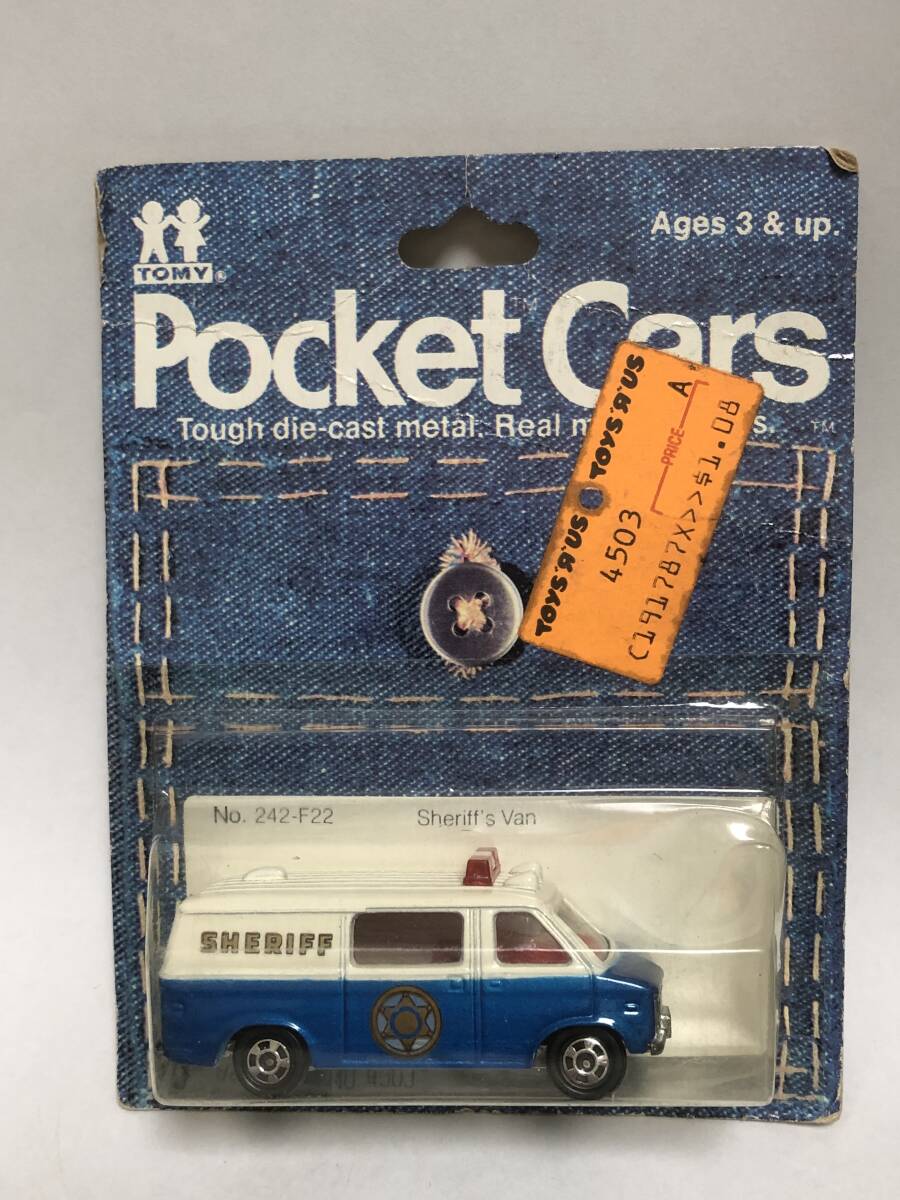 Ages 3 & up.
TOMY®
Pocket Cars
Tough die-cast metal. Real s. TM
TOYS"R"US TOYS"R"US
4503
PRICE A
C191787X>>$1.08
No. 242-F22 Sheriff's Van
SHERIFF